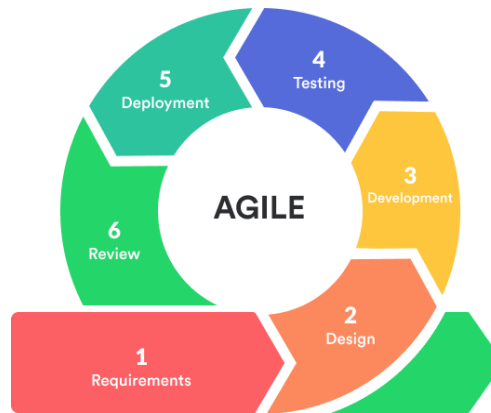 AGILE
1
Requirements
2
Design
3
Development
4
Testing
5
Deployment
6
Review